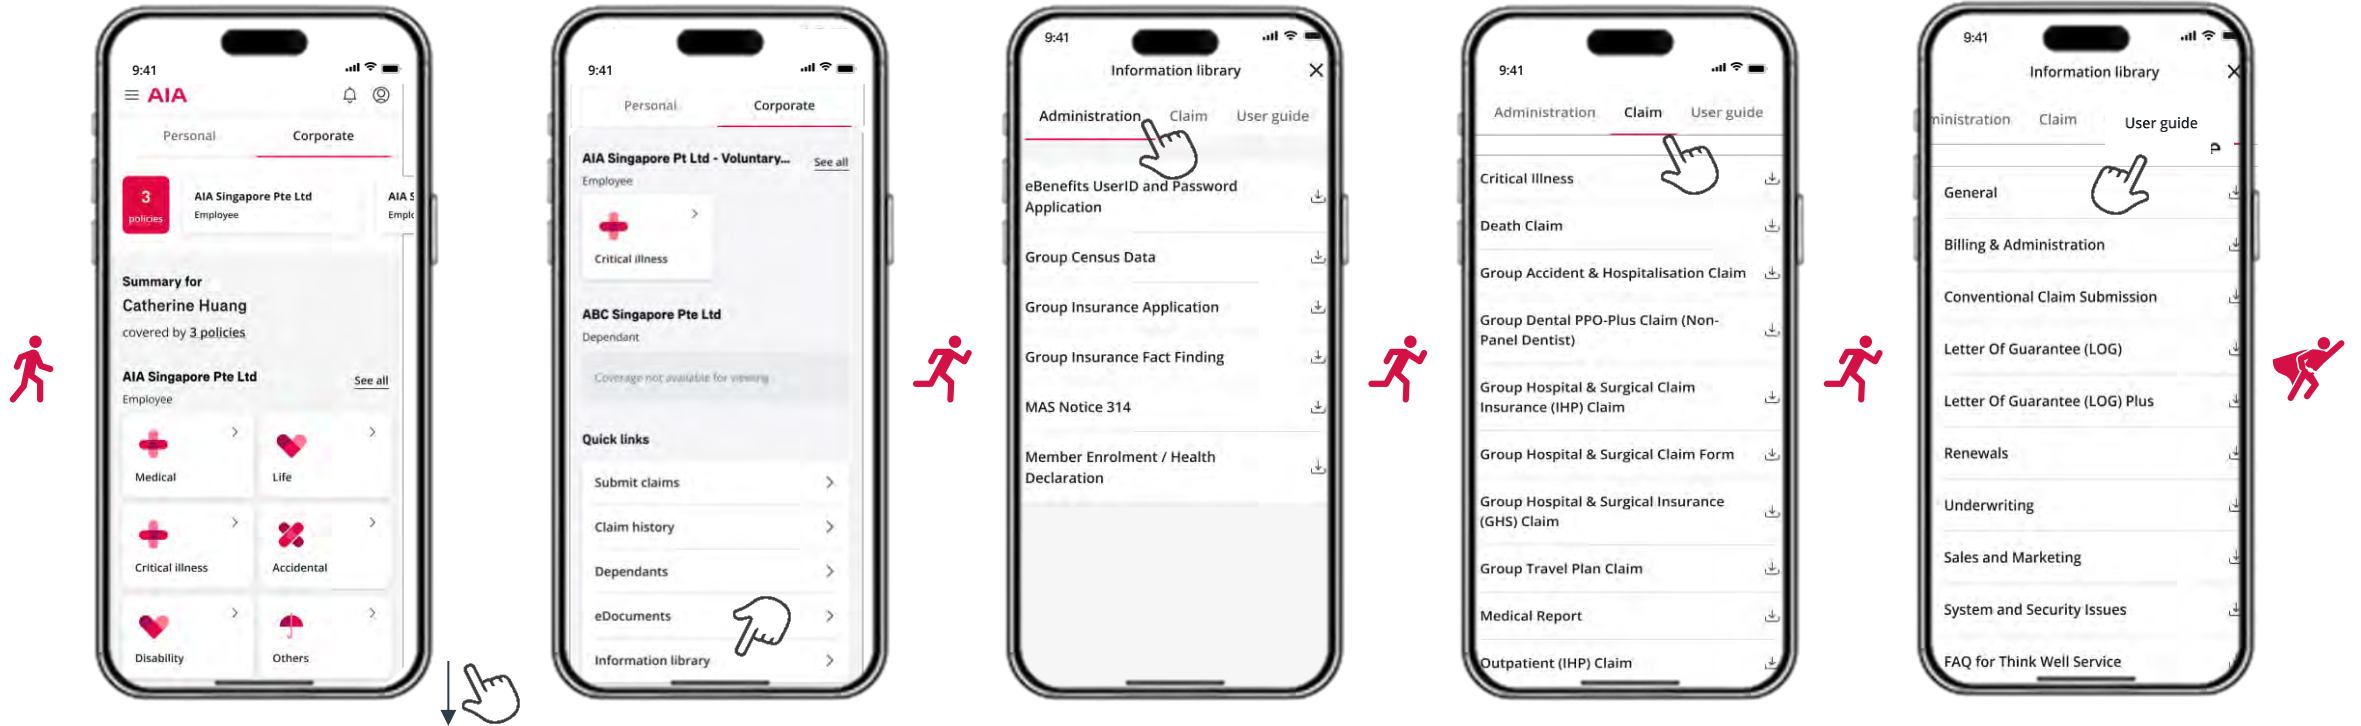 9:41
AIA
Personal
Corporate
3
policies
AIA Singapore Pte Ltd
Employee
AIA S
Emplo
Summary for
Catherine Huang
covered by 3 policies
AIA Singapore Pte Ltd
See all
Employee
Medical
Life
Critical illness
Accidental
Disability
Others
9:41
Personal
Corporate
AIA Singapore Pt Ltd - Voluntary...
See all
Employee
Critical illness
ABC Singapore Pte Ltd
Dependant
Coverage not available for viewing
Quick links
Submit claims
Claim history
Dependants
eDocuments
Information library
9:41
Information library
Administration
Claim
User guide
eBenefits UserID and Password
Application
Group Census Data
Group Insurance Application
Group Insurance Fact Finding
MAS Notice 314
Member Enrolment / Health
Declaration
9:41
Administration
Claim
User guide
Critical Illness
Death Claim
Group Accident & Hospitalisation Claim
Group Dental PPO-Plus Claim (Non-
Panel Dentist)
Group Hospital & Surgical Claim
Insurance (IHP) Claim
Group Hospital & Surgical Claim Form
Group Hospital & Surgical Insurance
(GHS) Claim
Group Travel Plan Claim
Medical Report
Outpatient (IHP) Claim
9:41
Information library
ministration
Claim
User guide
General
Billing & Administration
Conventional Claim Submission
Letter Of Guarantee (LOG)
Letter Of Guarantee (LOG) Plus
Renewals
Underwriting
Sales and Marketing
System and Security Issues
FAQ for Think Well Service